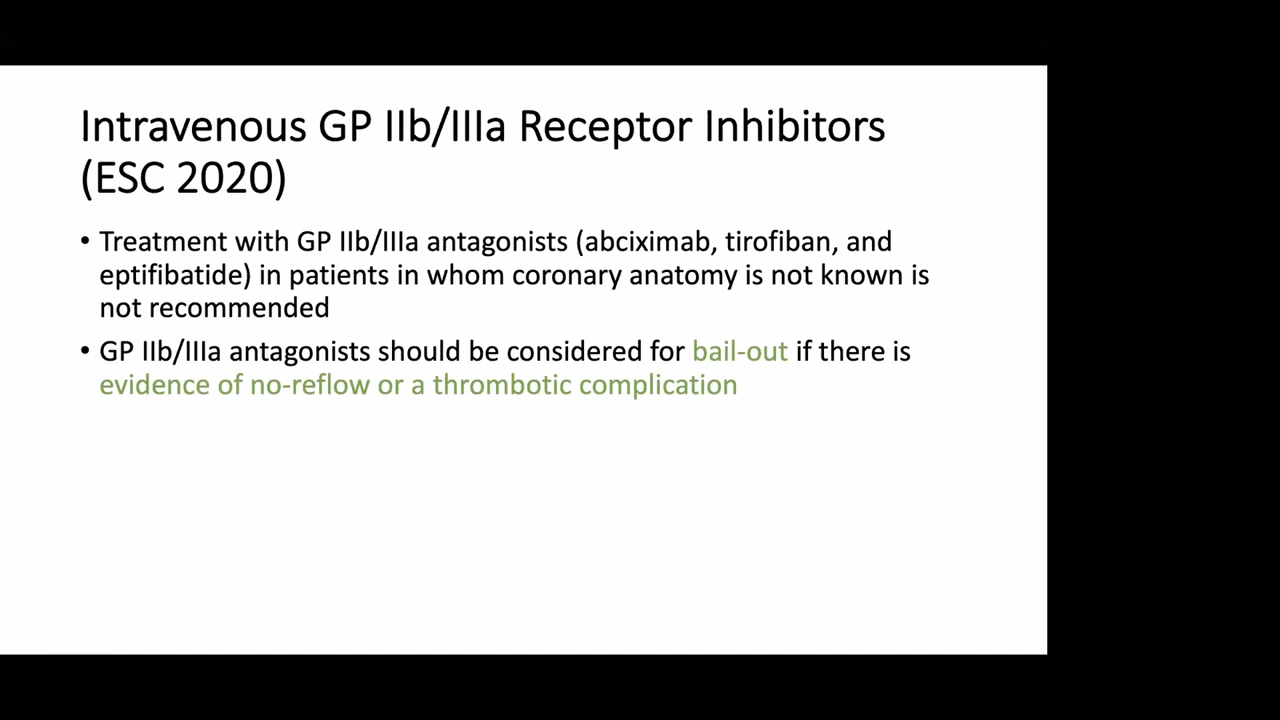 Intravenous GP IIb/IIIa Receptor Inhibitors
(ESC 2020)
• Treatment with GP IIb/IIIa antagonists (abciximab, tirofiban, and
eptifibatide) in patients in whom coronary anatomy is not known is
not recommended
• GP IIb/IIIa antagonists should be considered for bail-out if there is
evidence of no-reflow or a thrombotic complication